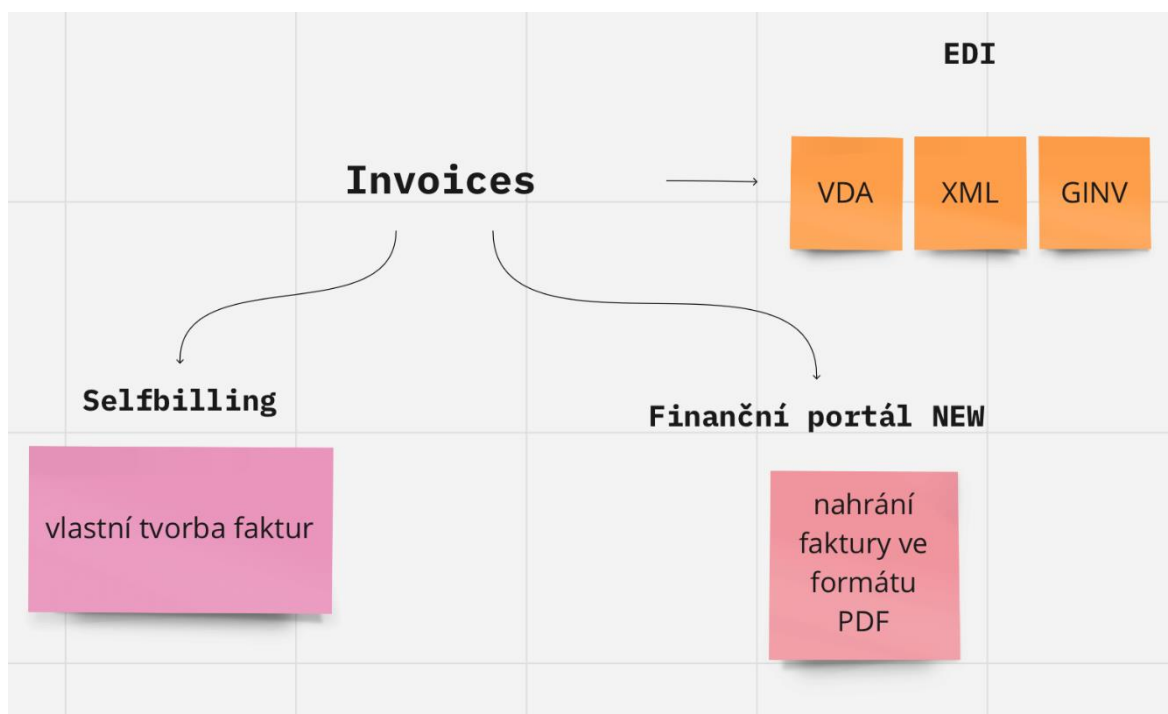 EDI
Invoices
VDA
XML
GINV
Selfbilling
Finanční portál NEW
vlastní tvorba faktur
nahrání
faktury ve
formátu
PDF